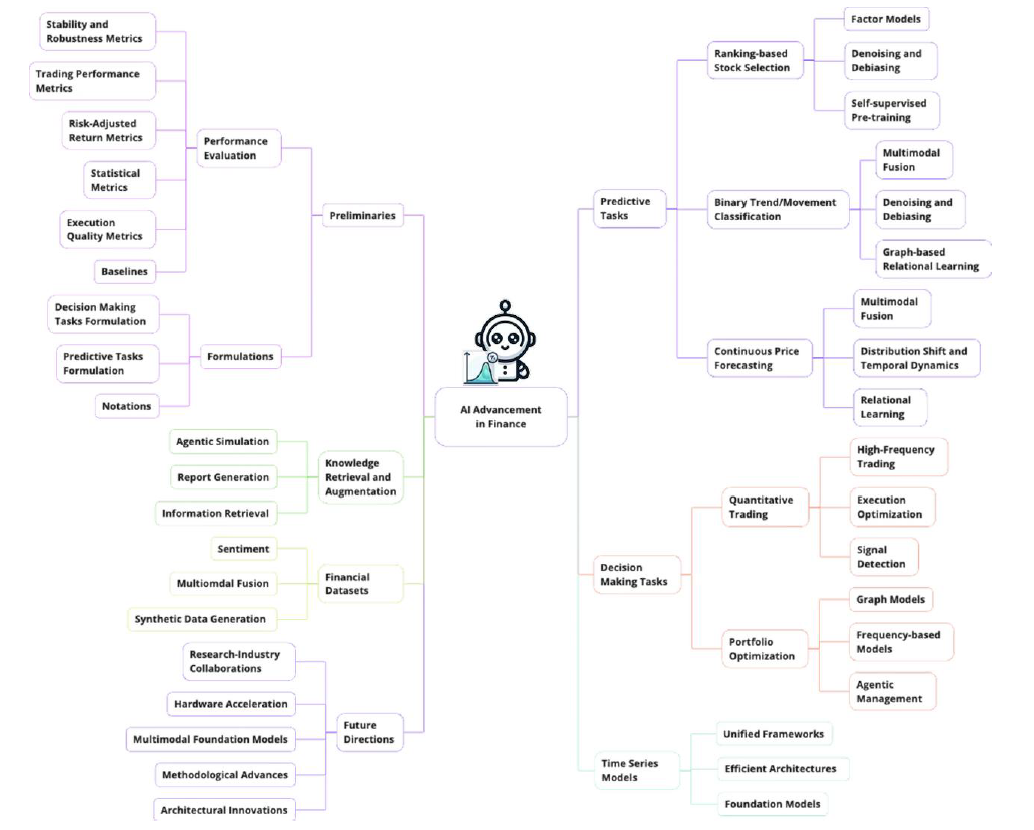 Stability and
Robustness Metrics
Trading Performance
Metrics
Risk-Adjusted
Return Metrics
Statistical
Metrics
Execution
Quality Metrics
Baselines
Performance
Evaluation
Decision Making
Tasks Formulation
Predictive Tasks
Formulation
Notations
Formulations
Preliminaries
Agentic Simulation
Report Generation
Information Retrieval
Knowledge
Retrieval and
Augmentation
Sentiment
Multiomdal Fusion
Synthetic Data Generation
Financial
Datasets
Research-Industry
Collaborations
Hardware Acceleration
Multimodal Foundation Models
Methodological Advances
Architectural Innovations
Future
Directions
AI Advancement
in Finance
Predictive
Tasks
Ranking-based
Stock Selection
Factor Models
Denoising and
Debiasing
Self-supervised
Pre-training
Binary Trend/Movement
Classification
Multimodal
Fusion
Denoising and
Debiasing
Graph-based
Relational Learning
Continuous Price
Forecasting
Multimodal
Fusion
Distribution Shift and
Temporal Dynamics
Relational
Learning
Decision
Making Tasks
Quantitative
Trading
High-Frequency
Trading
Execution
Optimization
Signal
Detection
Portfolio
Optimization
Graph Models
Frequency-based
Models
Agentic
Management
Time Series
Models
Unified Frameworks
Efficient Architectures
Foundation Models